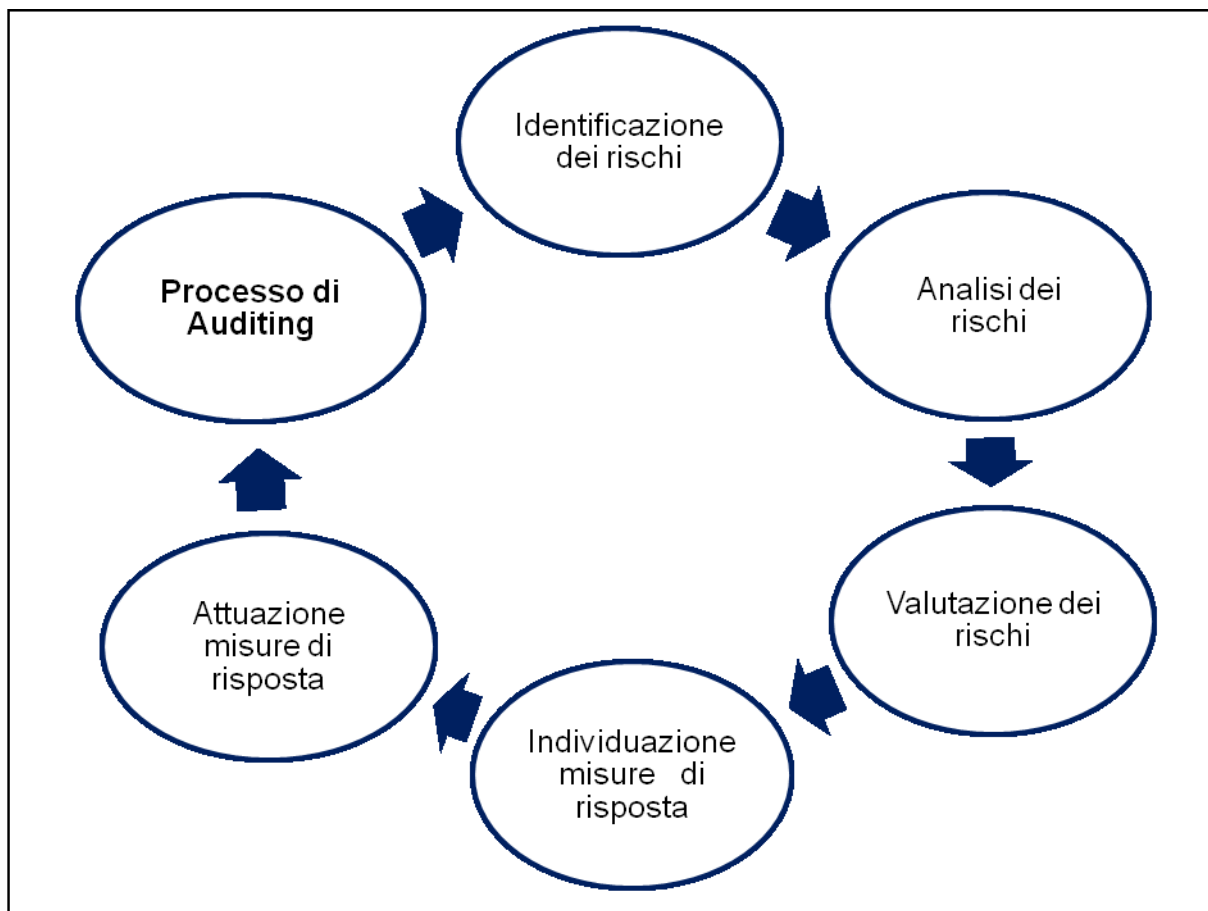 Identificazione
dei rischi
Analisi dei
rischi
Valutazione dei
rischi
Individuazione
misure di
risposta
Attuazione
misure di
risposta
Processo di
Auditing